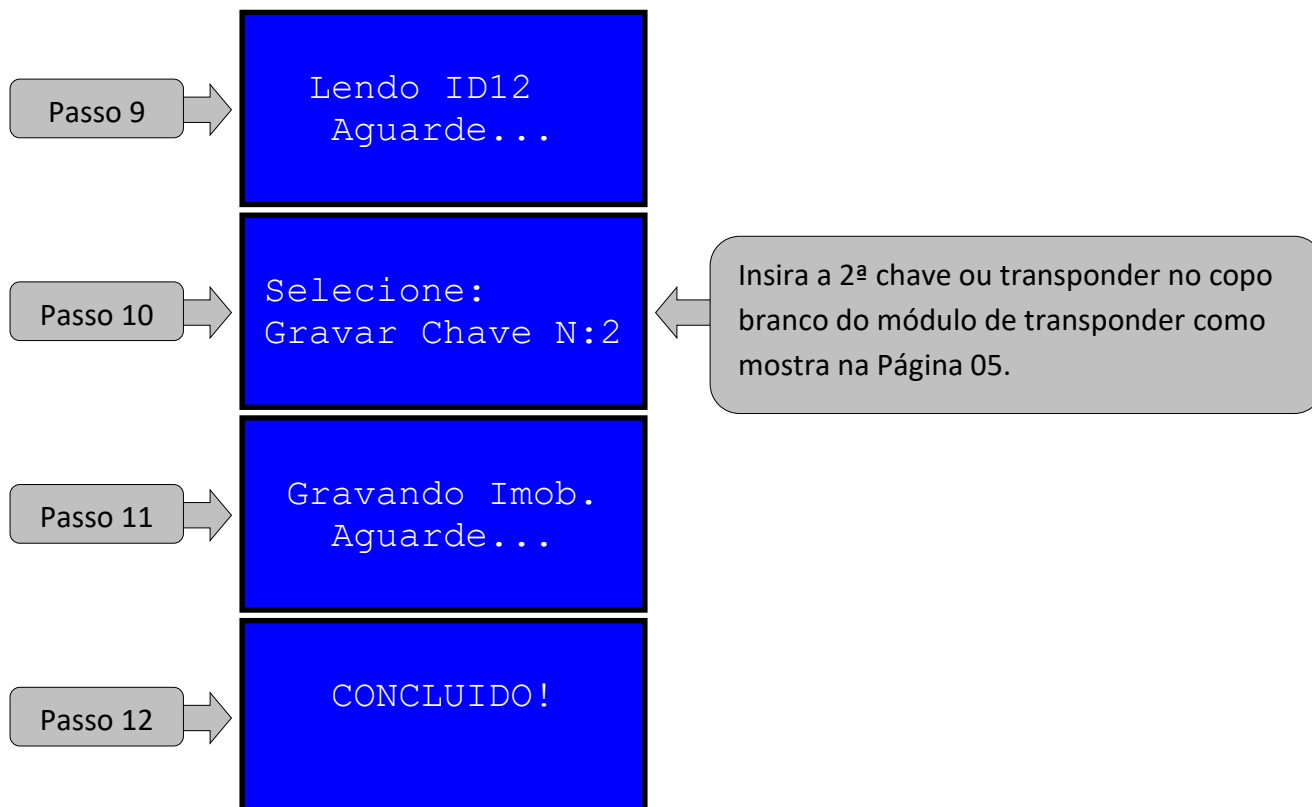 Passo 9
Lendo ID12
Aguarde...
Passo 10
Selecione:
Gravar Chave N:2
Insira a 2ª chave ou transponder no copo
branco do módulo de transponder como
mostra na Página 05.
Passo 11
Gravando Imob.
Aguarde...
Passo 12
CONCLUIDO!